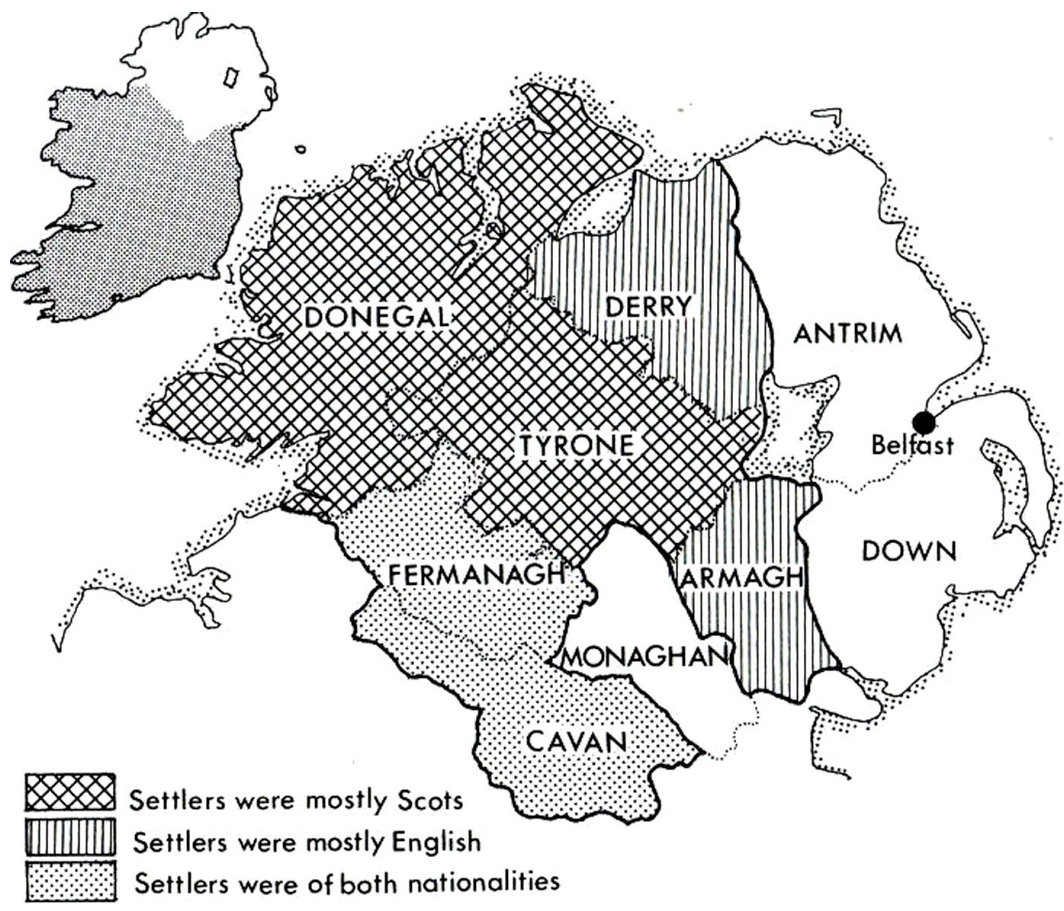 DONEGAL
DERRY
ANTRIM
TYRONE
Belfast
FERMANAGH
ARMAGH
DOWN
MONAGHAN
CAVAN
Settlers were mostly Scots
Settlers were mostly English
Settlers were of both nationalities